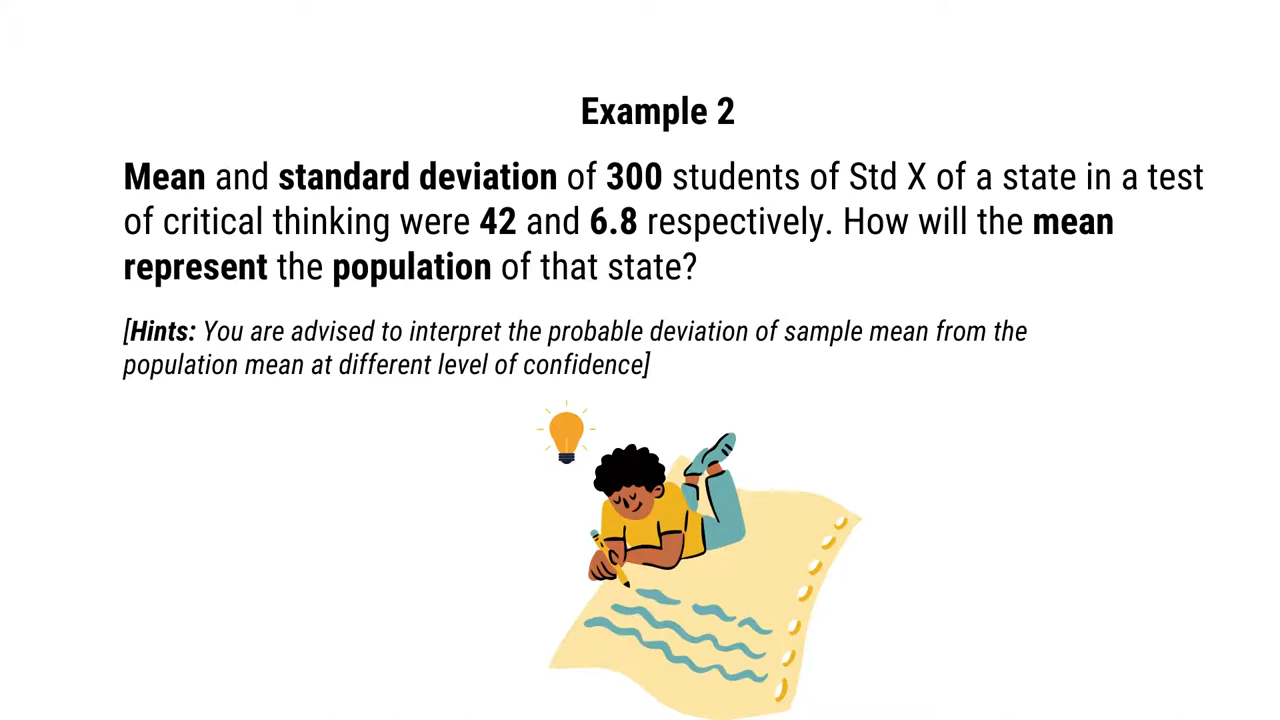 Example 2
Mean and standard deviation of 300 students of Std X of a state in a test
of critical thinking were 42 and 6.8 respectively. How will the mean
represent the population of that state?
[Hints: You are advised to interpret the probable deviation of sample mean from the
population mean at different level of confidence]